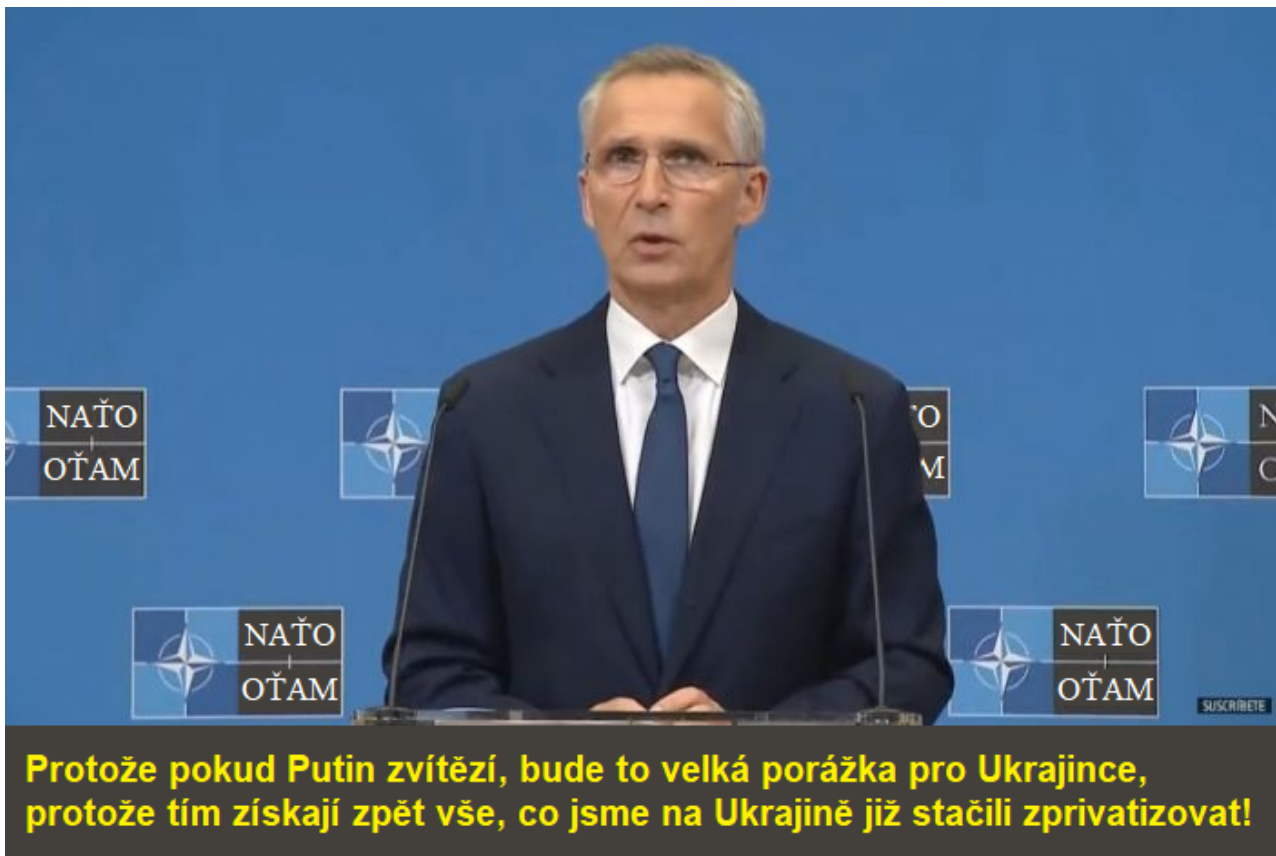 NAŤO
OŤAM
O
M
N
O
NAŤO
OŤAM
NAŤO
OŤAM
SUSCRÍBETE
Protože pokud Putin zvítězí, bude to velká porážka pro Ukrajince,
protože tím získají zpět vše, co jsme na Ukrajině již stačili zprivatizovat!